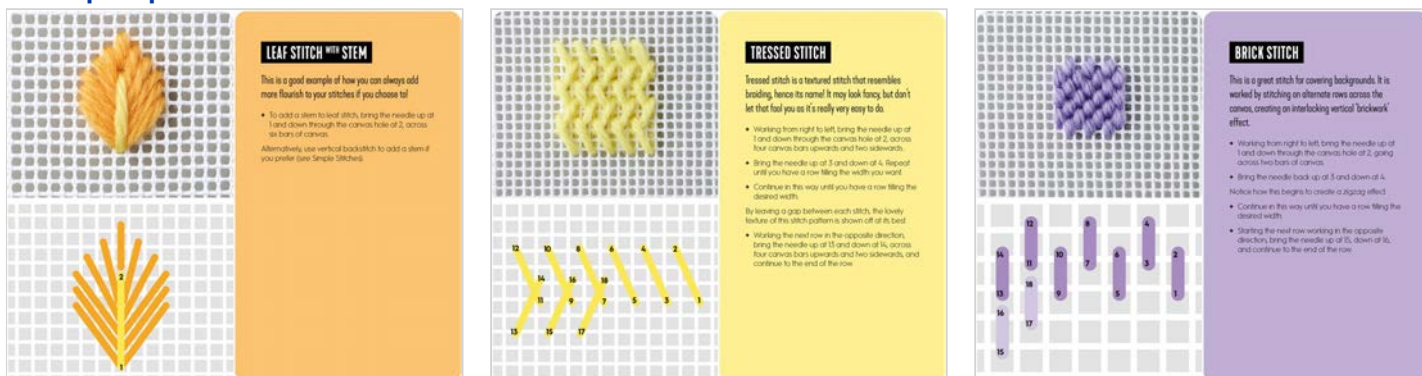 LEAF STITCH WITH STEM
This is a good example of how you can always add
more flourish to your stitches if you choose to!
• To add a stem to leaf stitch, bring the needle up at
1 and down through the canvas hole at 2, across
six bars of canvas.
Alternatively, use vertical backstitch to add a stem if
you prefer (see Simple Stitches).
2
1
TRESSED STITCH
Tressed stitch is a textured stitch that resembles
braiding, hence its name! It may look fancy, but don't
let that fool you as it's really very easy to do.
• Working from right to left, bring the needle up at
1 and down through the canvas hole at 2, across
four canvas bars upwards and two sidewards.
• Bring the needle up at 3 and down at 4. Repeat
until you have a row filling the width you want
• Continue in this way until you have a row filling the
desired width.
By leaving a gap between each stitch, the lovely
texture of this stitch pattern is shown off at its best
• Working the next row in the opposite direction,
bring the needle up at 13 and down at 14, across
four canvas bars upwards and two sidewards, and
continue to the end of the row
12 10 8 6 4 2
14 16 18
11 9 7 5 3 1
13 15 17
BRICK STITCH
This is a great stitch for covering backgrounds. It is
worked by stitching on alternate rows across the
canvas, creating an interlocking vertical 'brickwork'
effect.
• Working from right to left, bring the needle up at
1 and down through the canvas hole at 2, going
across two bars of canvas.
• Bring the needle back up at 3 and down at 4.
Notice how this begins to create a zigzag effect
• Continue in this way until you have a row filling the
desired width.
• Starting the next row working in the opposite
direction, bring the needle up at 15, down at 16,
and continue to the end of the row.
12 8 4
14 10 6 2
11 7 3
13 18 9 5 1
16
17
15